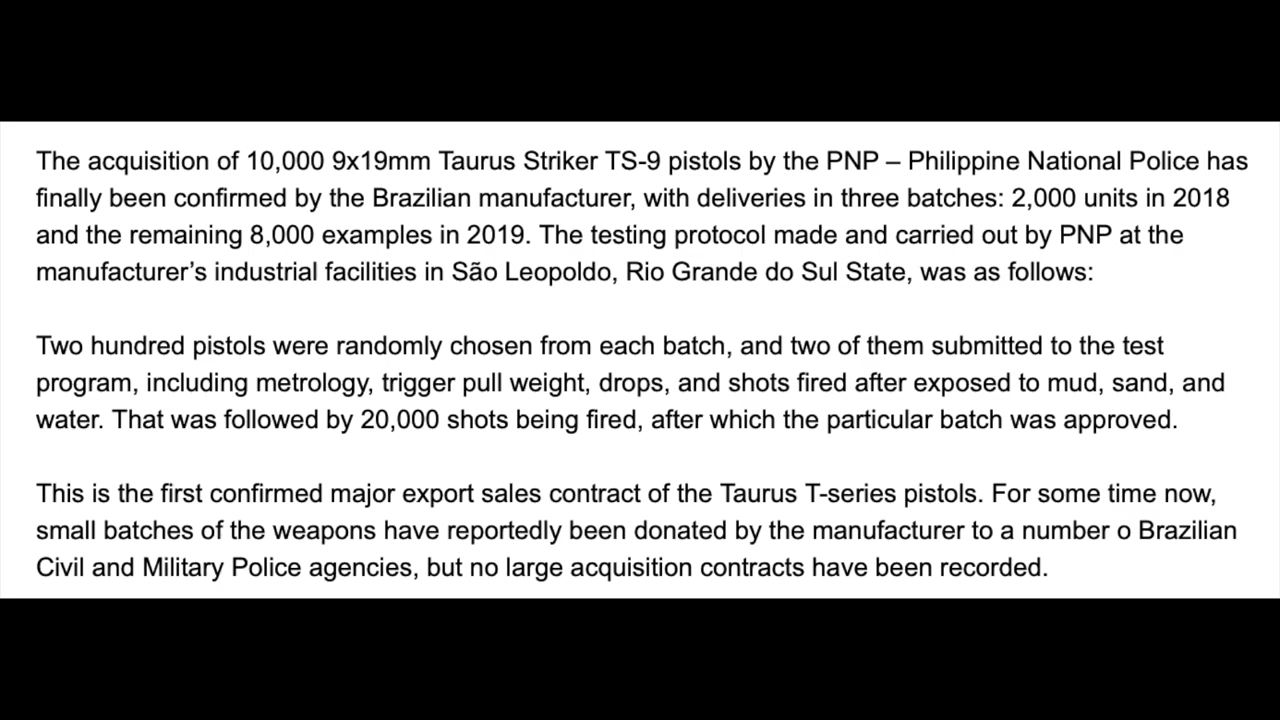 The acquisition of 10,000 9x19mm Taurus Striker TS-9 pistols by the PNP – Philippine National Police has
finally been confirmed by the Brazilian manufacturer, with deliveries in three batches: 2,000 units in 2018
and the remaining 8,000 examples in 2019. The testing protocol made and carried out by PNP at the
manufacturer’s industrial facilities in São Leopoldo, Rio Grande do Sul State, was as follows:
Two hundred pistols were randomly chosen from each batch, and two of them submitted to the test
program, including metrology, trigger pull weight, drops, and shots fired after exposed to mud, sand, and
water. That was followed by 20,000 shots being fired, after which the particular batch was approved.
This is the first confirmed major export sales contract of the Taurus T-series pistols. For some time now,
small batches of the weapons have reportedly been donated by the manufacturer to a number o Brazilian
Civil and Military Police agencies, but no large acquisition contracts have been recorded.